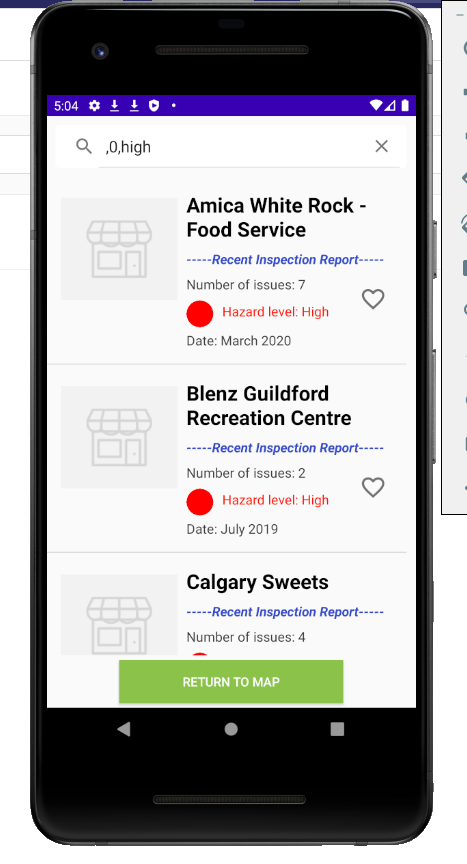 5:04
,0,high
Amica White Rock -
Food Service
-----Recent Inspection Report-----
Number of issues: 7
Hazard level: High
Date: March 2020
Blenz Guildford
Recreation Centre
-----Recent Inspection Report-----
Number of issues: 2
Hazard level: High
Date: July 2019
Calgary Sweets
-----Recent Inspection Report-----
Number of issues: 4
RETURN TO MAP